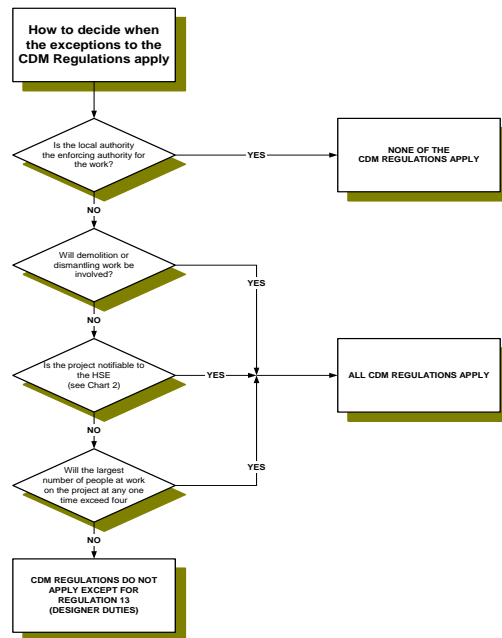 How to decide when
the exceptions to the
CDM Regulations apply
Is the local authority
the enforcing authority for
the work?
YES
NONE OF THE
CDM REGULATIONS APPLY
NO
Will demolition or
dismantling work be
involved?
YES
NO
Is the project notifiable to
the HSE
(see Chart 2)
YES
ALL CDM REGULATIONS APPLY
NO
Will the largest
number of people at work
on the project at any one
time exceed four
YES
NO
CDM REGULATIONS DO NOT
APPLY EXCEPT FOR
REGULATION 13
(DESIGNER DUTIES)